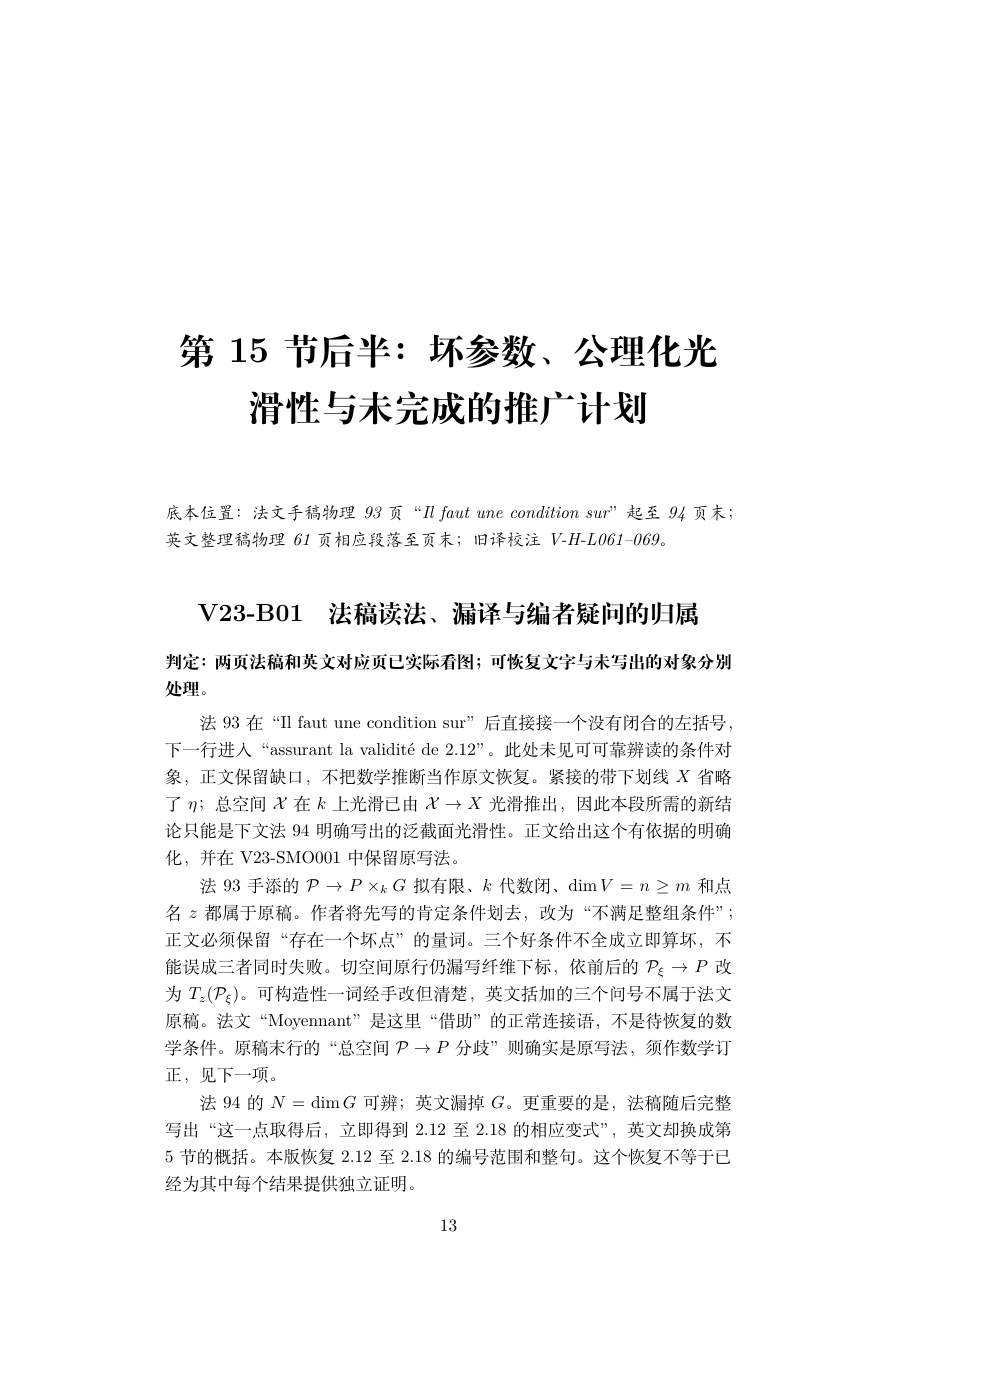 第 15 节后半：坏参数、公理化光
滑性与未完成的推广计划
底本位置：法文手稿物理 93 页 “Il faut une condition sur” 起至 94 页末；
英文整理稿物理 61 页相应段落至页末；旧译校注 V-H-L061–069。
V23-B01 法稿读法、漏译与编者疑问的归属
判定：两页法稿和英文对应页已实际看图；可恢复文字与未写出的对象分别
处理。
法 93 在 “Il faut une condition sur” 后直接接一个没有闭合的左括号，
下一行进入 “assurant la validité de 2.12”。此处未见可可靠辨读的条件对
象，正文保留缺口，不把数学推断当作原文恢复。紧接的带下划线 X 省略
了 η；总空间 𝒳 在 k 上光滑已由 𝒳 → X 光滑推出，因此本段所需的新结
论只能是下文法 94 明确写出的泛截面光滑性。正文给出这个有依据的明确
化，并在 V23-SMO001 中保留原写法。
法 93 手添的 𝒫 → P ×ₖ G 拟有限、k 代数闭、dim V = n ≥ m 和点
名 z 都属于原稿。作者将先写的肯定条件划去，改为 “不满足整组条件”；
正文必须保留 “存在一个坏点” 的量词。三个好条件不全成立即算坏，不
能误成三者同时失败。切空间原行仍漏写纤维下标，依前后的 𝒫_ξ → P 改
为 T_z(𝒫_ξ)。可构造性一词经手改但清楚，英文括加的三个问号不属于法文
原稿。法文 “Moyennant” 是这里 “借助” 的正常连接语，不是待恢复的数
学条件。原稿末行的 “总空间 𝒫 → P 分歧” 则确实是原写法，须作数学订
正，见下一项。
法 94 的 N = dim G 可辨；英文漏掉 G。更重要的是，法稿随后完整
写出 “这一点取得后，立即得到 2.12 至 2.18 的相应变式”，英文却换成第
5 节的概括。本版恢复 2.12 至 2.18 的编号范围和整句。这个恢复不等于已
经为其中每个结果提供独立证明。
13